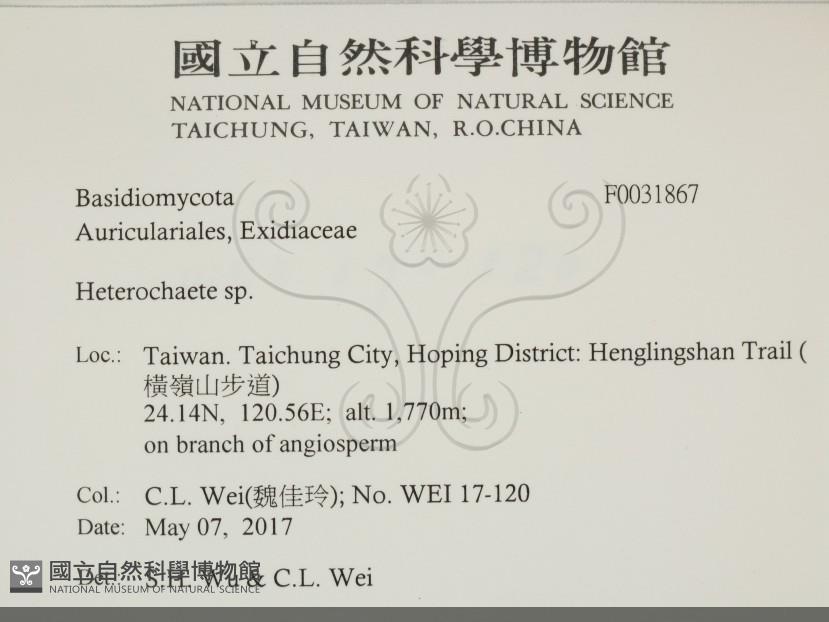 國立自然科學博物館
NATIONAL MUSEUM OF NATURAL SCIENCE
TAICHUNG, TAIWAN, R.O.CHINA
Basidiomycota F0031867
Auriculariales, Exidiaceae
Heterochaete sp.
Loc.: Taiwan. Taichung City, Hoping District: Henglingshan Trail (
橫嶺山步道)
24.14N, 120.56E; alt. 1,770m;
on branch of angiosperm
Col.: C.L. Wei(魏佳玲); No. WEI 17-120
Date: May 07, 2017
Det.: S.H. Wu & C.L. Wei
國立自然科學博物館
NATIONAL MUSEUM OF NATURAL SCIENCE